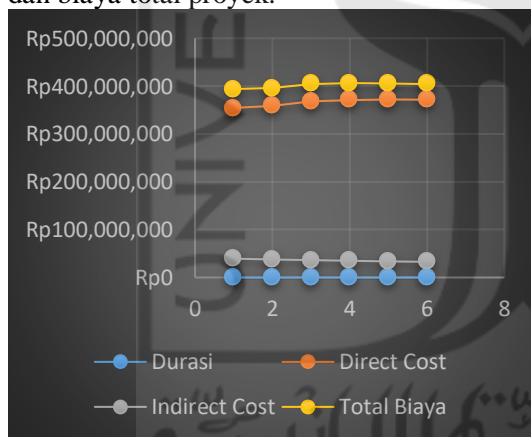 dan biaya total proyek.
Rp500,000,000
Rp400,000,000
Rp300,000,000
Rp200,000,000
Rp100,000,000
Rp0
0 2 4 6 8
Durasi Direct Cost
Indirect Cost Total Biaya